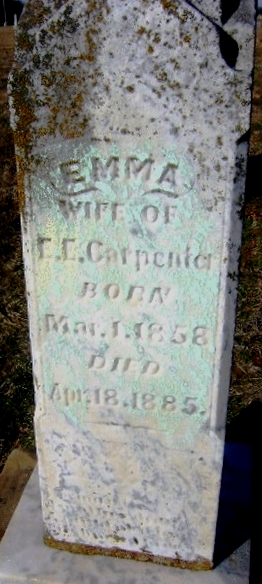 EMMA
WIFE OF
E.E. Carpenter
BORN
Mar. 1. 1858
DIED
Apr. 18. 1885.